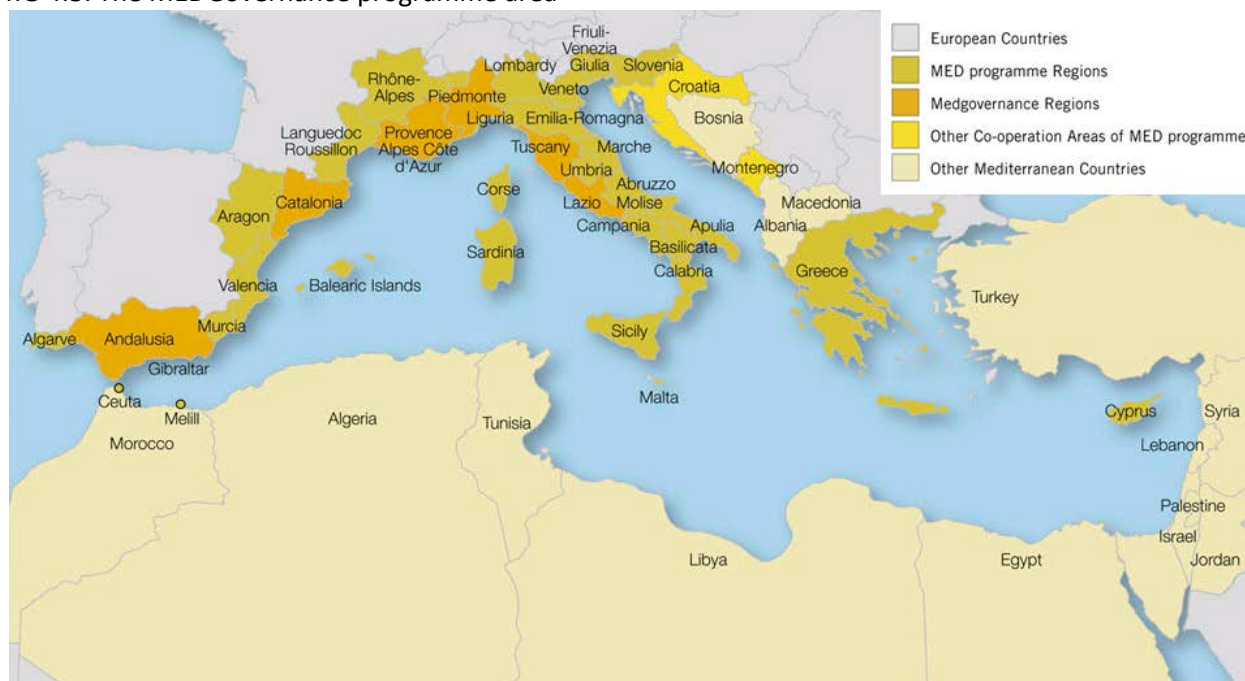 The MEDGovernance programme area
European Countries
MED programme Regions
Medgovernance Regions
Other Co-operation Areas of MED programme
Other Mediterranean Countries
Friuli-
Venezia
Giulia
Lombardy
Slovenia
Rhône-
Alpes
Veneto
Croatia
Piedmonte
Bosnia
Liguria
Emilia-Romagna
Languedoc
Roussillon
Provence
Alpes Côte
d'Azur
Tuscany
Marche
Umbria
Montenegro
Corse
Abruzzo
Catalonia
Lazio
Molise
Macedonia
Aragon
Campania
Apulia
Albania
Sardinia
Basilicata
Calabria
Greece
Valencia
Balearic Islands
Turkey
Algarve
Andalusia
Murcia
Sicily
Gibraltar
Malta
Ceuta
Melill
Cyprus
Syria
Morocco
Algeria
Tunisia
Lebanon
Palestine
Israel
Libya
Egypt
Jordan